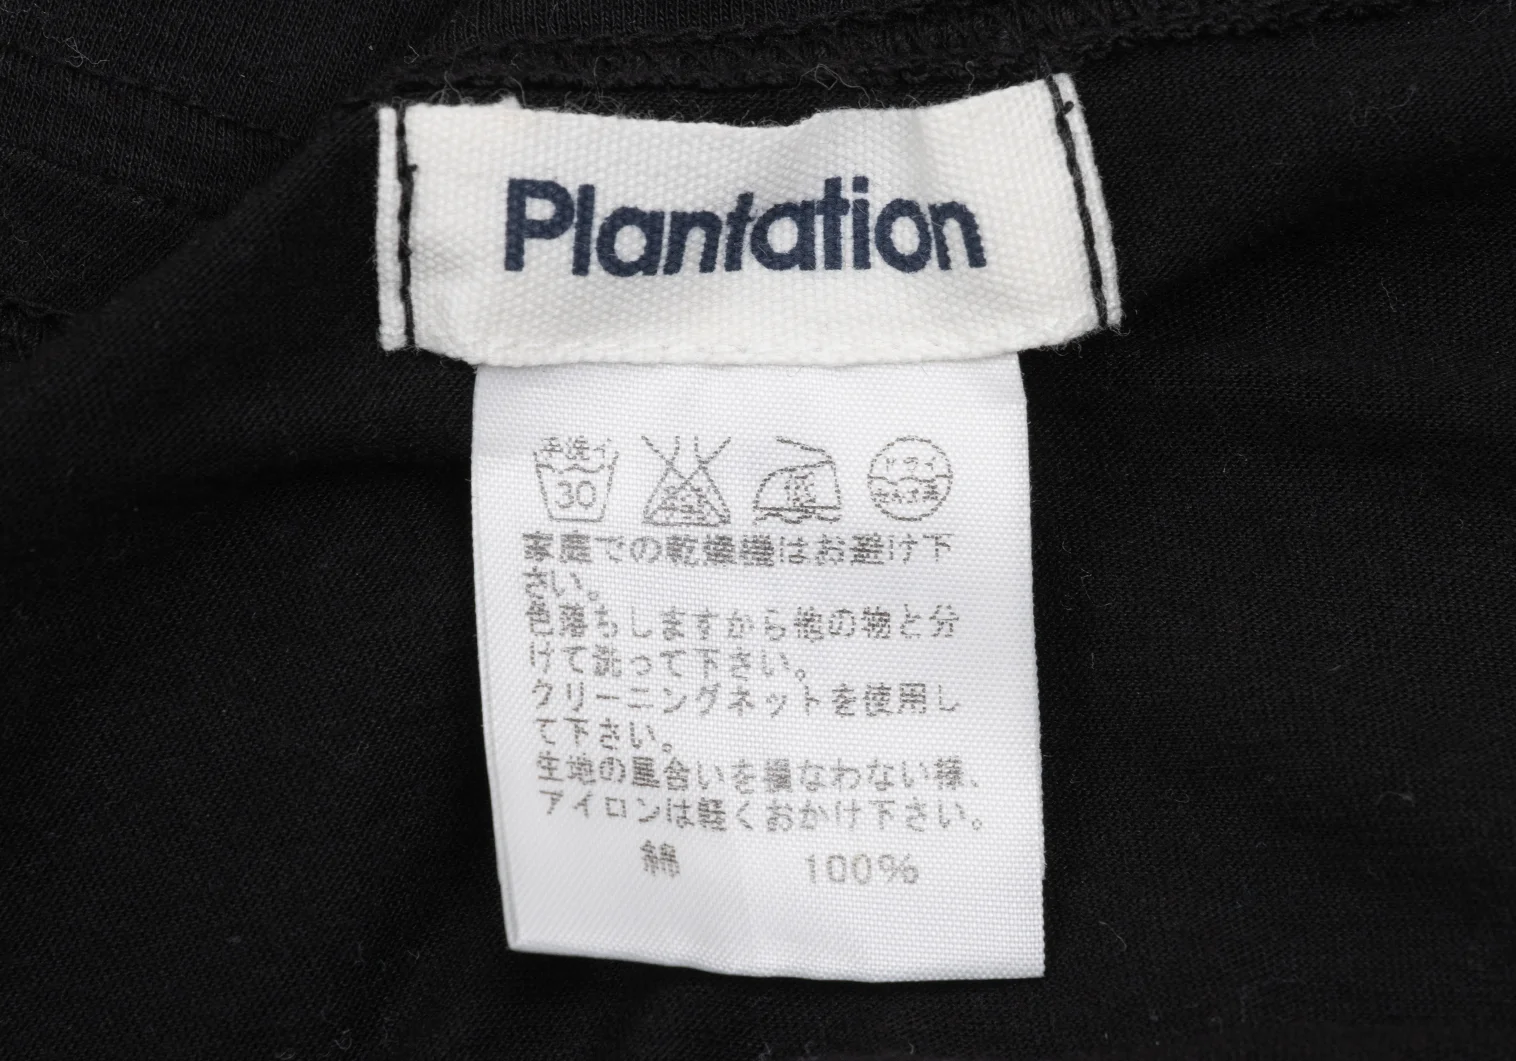 Plantation
手洗イ
30
ドライ
家庭での乾燥機はお避け下
さい。
色落ちしますから他の物と分
けて洗って下さい。
クリーニングネットを使用し
て下さい。
生地の風合いを損なわない様、
アイロンは軽くおかけ下さい。
綿 100%